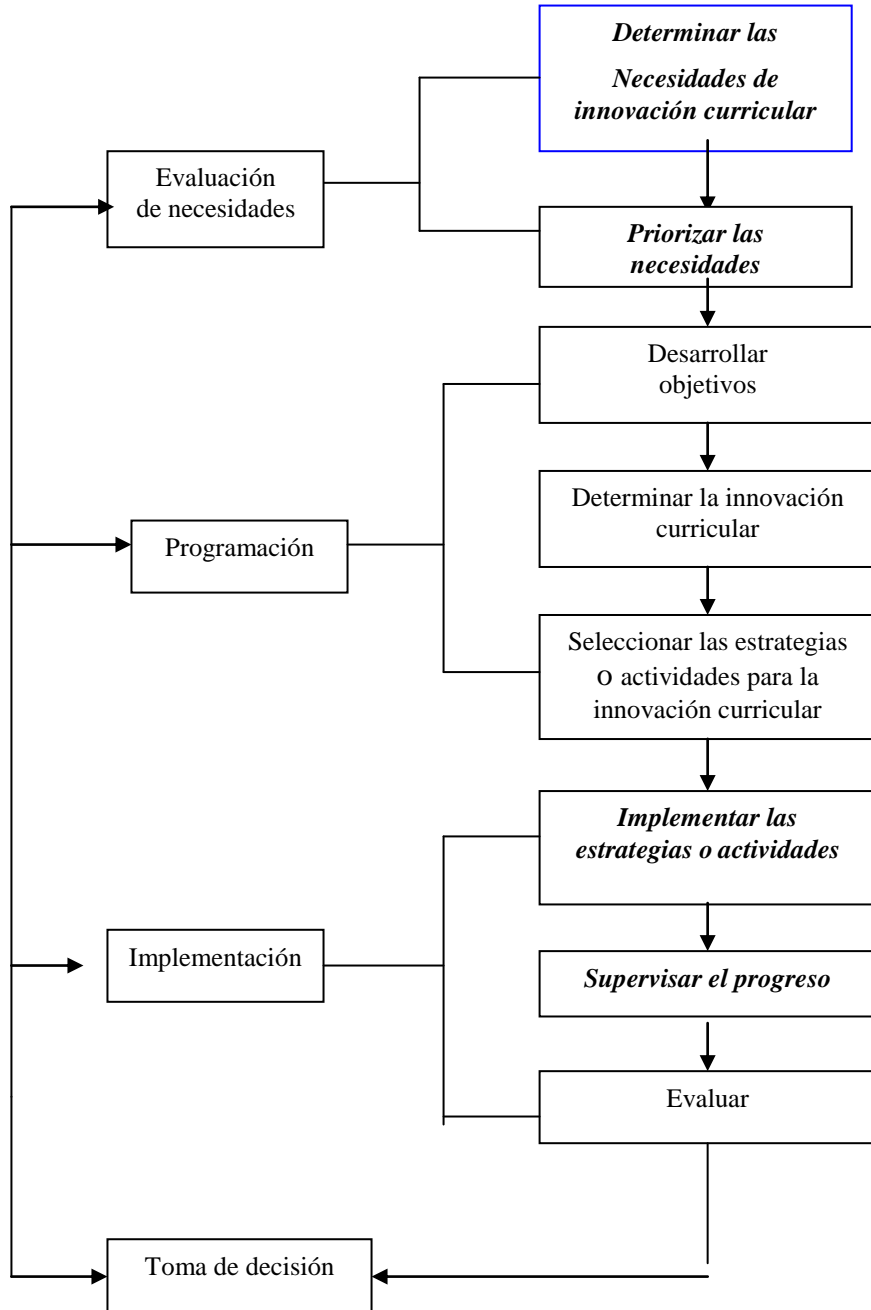 Determinar las
Necesidades de
innovación curricular
Evaluación
de necesidades
Priorizar las
necesidades
Desarrollar
objetivos
Determinar la innovación
curricular
Programación
Seleccionar las estrategias
o actividades para la
innovación curricular
Implementar las
estrategias o actividades
Implementación
Supervisar el progreso
Evaluar
Toma de decisión